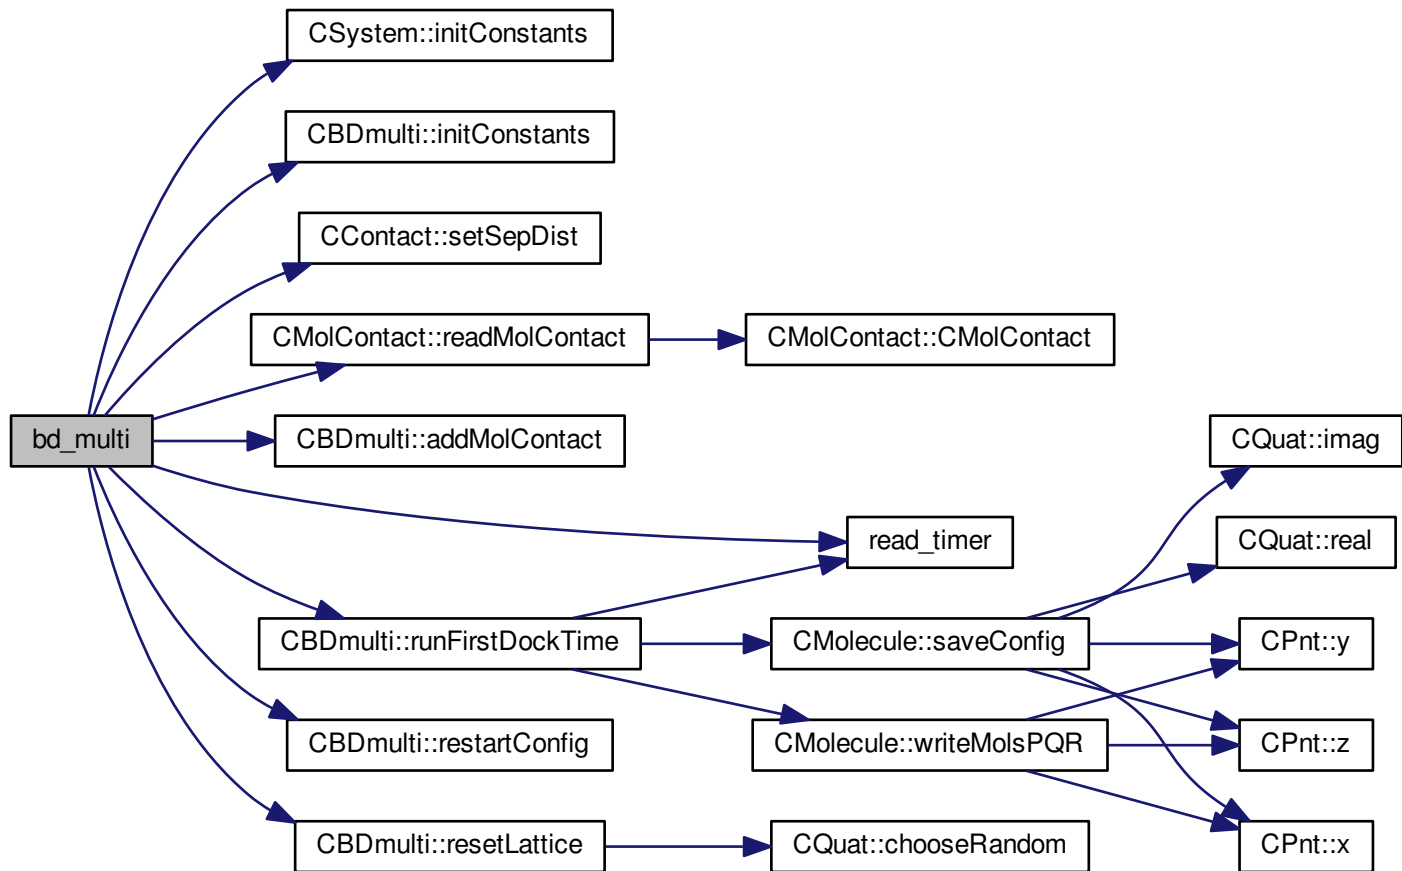 CSystem::initConstants
CBDmulti::initConstants
CContact::setSepDist
CMolContact::readMolContact
CMolContact::CMolContact
bd_multi
CBDmulti::addMolContact
CQuat::imag
read_timer
CQuat::real
CBDmulti::runFirstDockTime
CMolecule::saveConfig
CPnt::y
CBDmulti::restartConfig
CMolecule::writeMolsPQR
CPnt::z
CBDmulti::resetLattice
CQuat::chooseRandom
CPnt::x